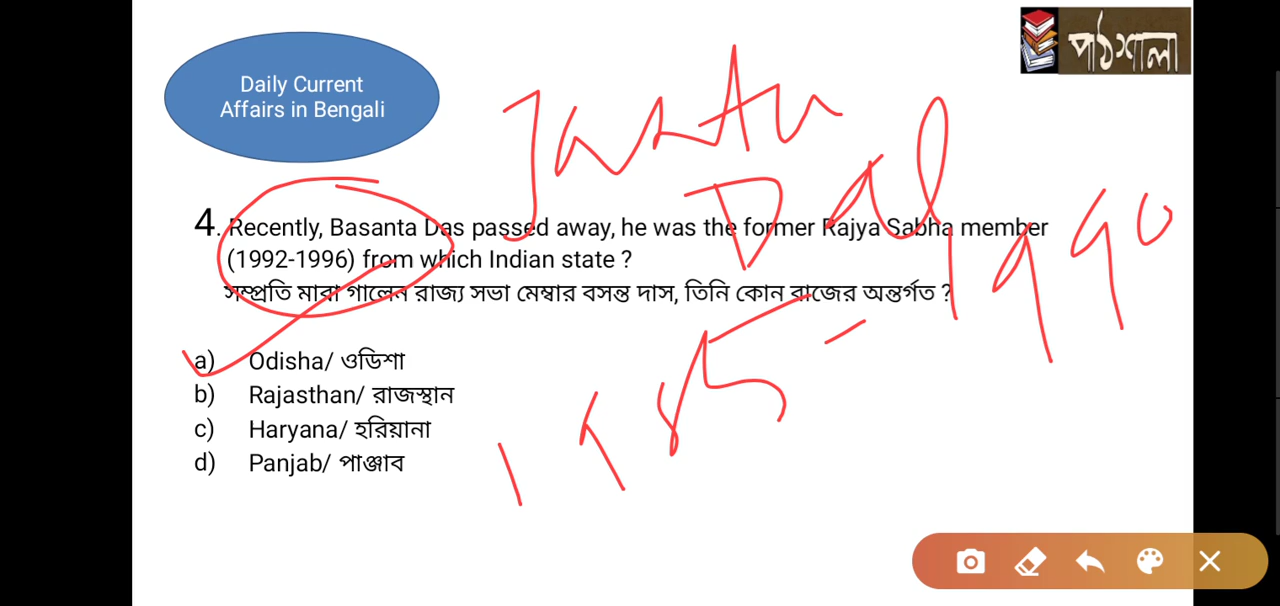 Daily Current
Affairs in Bengali
পাঠশালা
Janata
Dal
4. Recently, Basanta Das passed away, he was the former Rajya Sabha member
(1992-1996) from which Indian state ?
সম্প্রতি মারা গালেন রাজ্য সভা মেম্বার বসন্ত দাস, তিনি কোন রাজের অন্তর্গত ?
1985 - 1990
a) Odisha/ ওডিশা
b) Rajasthan/ রাজস্থান
c) Haryana/ হরিয়ানা
d) Panjab/ পাঞ্জাব